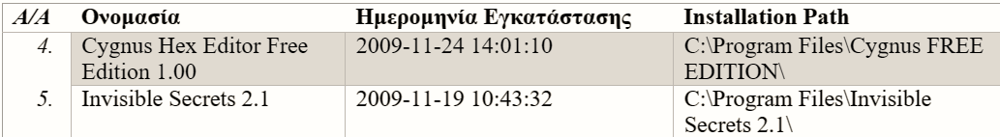 Α/Α Ονομασία Ημερομηνία Εγκατάστασης Installation Path
4. Cygnus Hex Editor Free 2009-11-24 14:01:10 C:\Program Files\Cygnus FREE
Edition 1.00 EDITION\
5. Invisible Secrets 2.1 2009-11-19 10:43:32 C:\Program Files\Invisible
Secrets 2.1\